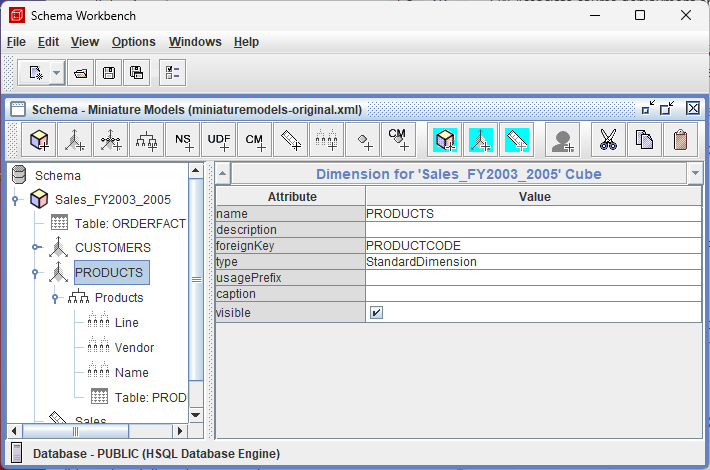 Schema Workbench
File Edit View Options Windows Help
Schema - Miniature Models (miniaturemodels-original.xml)
NS UDF CM CM
Schema
Sales_FY2003_2005
Table: ORDERFACT
CUSTOMERS
PRODUCTS
Products
Line
Vendor
Name
Table: PROD
Sales
Dimension for 'Sales_FY2003_2005' Cube
Attribute Value
name PRODUCTS
description
foreignKey PRODUCTCODE
type StandardDimension
usagePrefix
caption
visible
Database - PUBLIC (HSQL Database Engine)